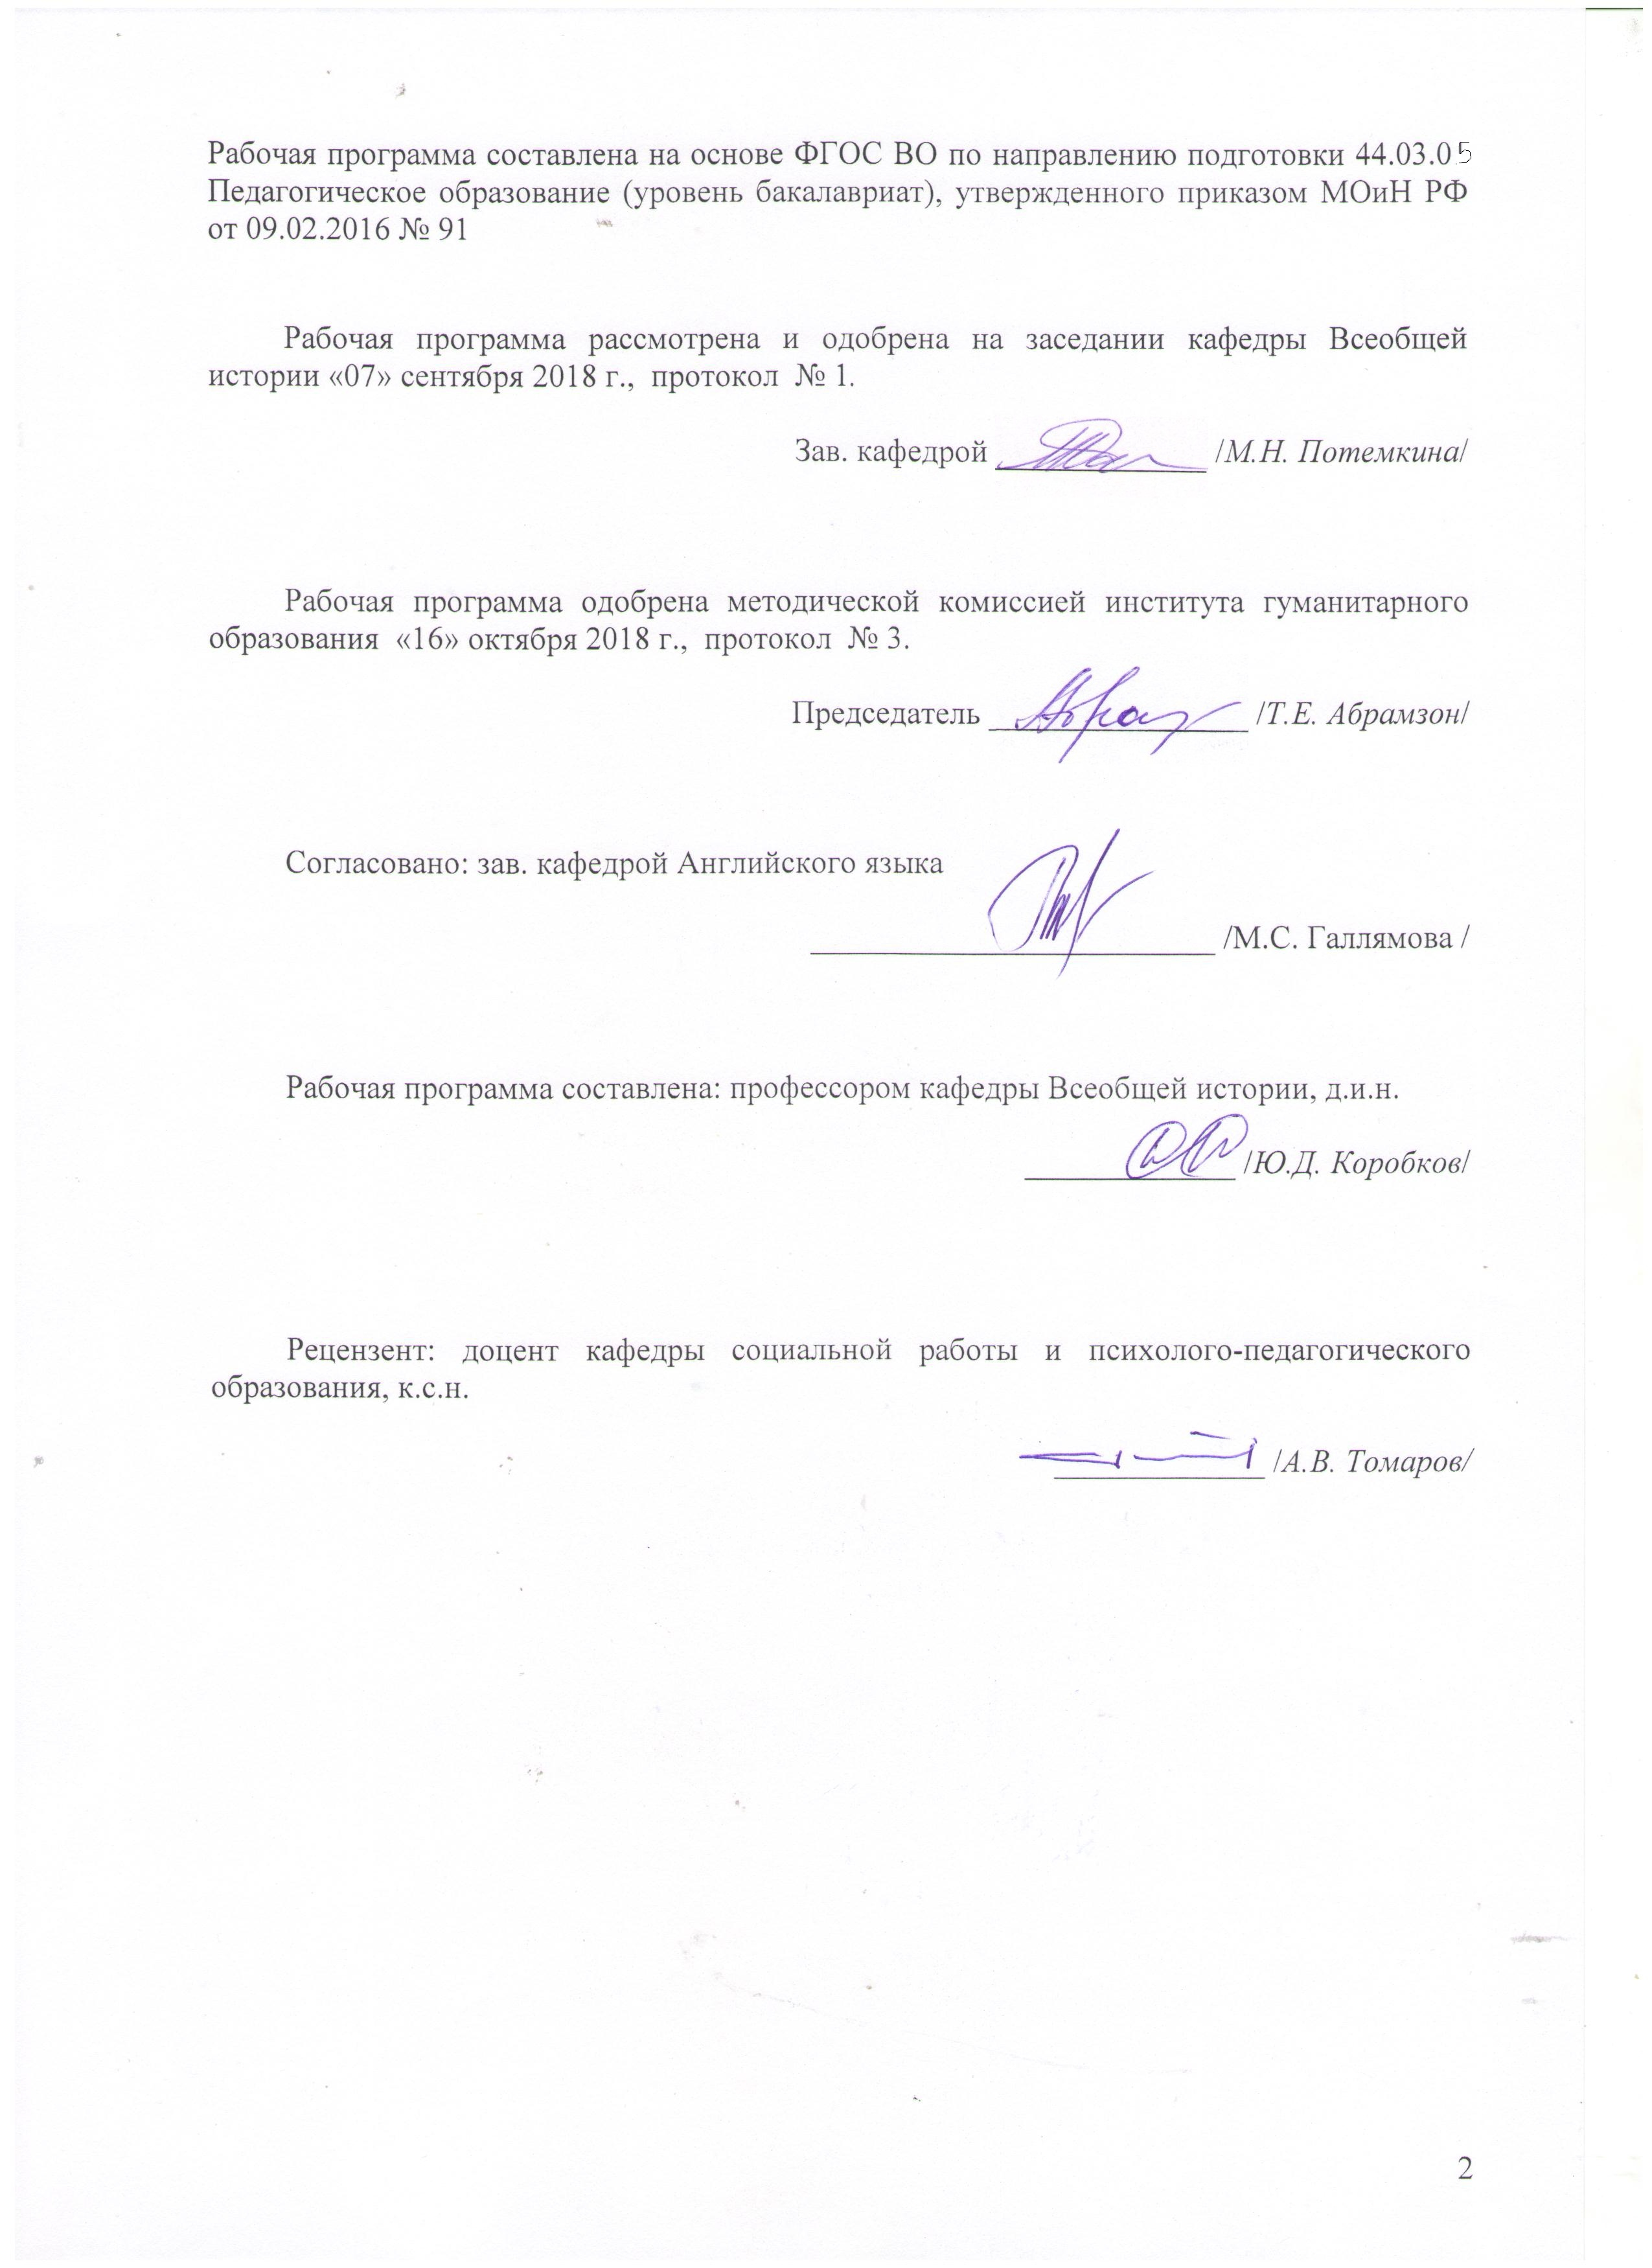 Рабочая программа составлена на основе ФГОС ВО по направлению подготовки 44.03.05
Педагогическое образование (уровень бакалавриат), утвержденного приказом МОиН РФ
от 09.02.2016 № 91
Рабочая программа рассмотрена и одобрена на заседании кафедры Всеобщей
истории «07» сентября 2018 г., протокол № 1.
Зав. кафедрой /М.Н. Потемкина/
Рабочая программа одобрена методической комиссией института гуманитарного
образования «16» октября 2018 г., протокол № 3.
Председатель /Т.Е. Абрамзон/
Согласовано: зав. кафедрой Английского языка
/М.С. Галлямова /
Рабочая программа составлена: профессором кафедры Всеобщей истории, д.и.н.
/Ю.Д. Коробков/
Рецензент: доцент кафедры социальной работы и психолого-педагогического
образования, к.с.н.
/А.В. Томаров/
2